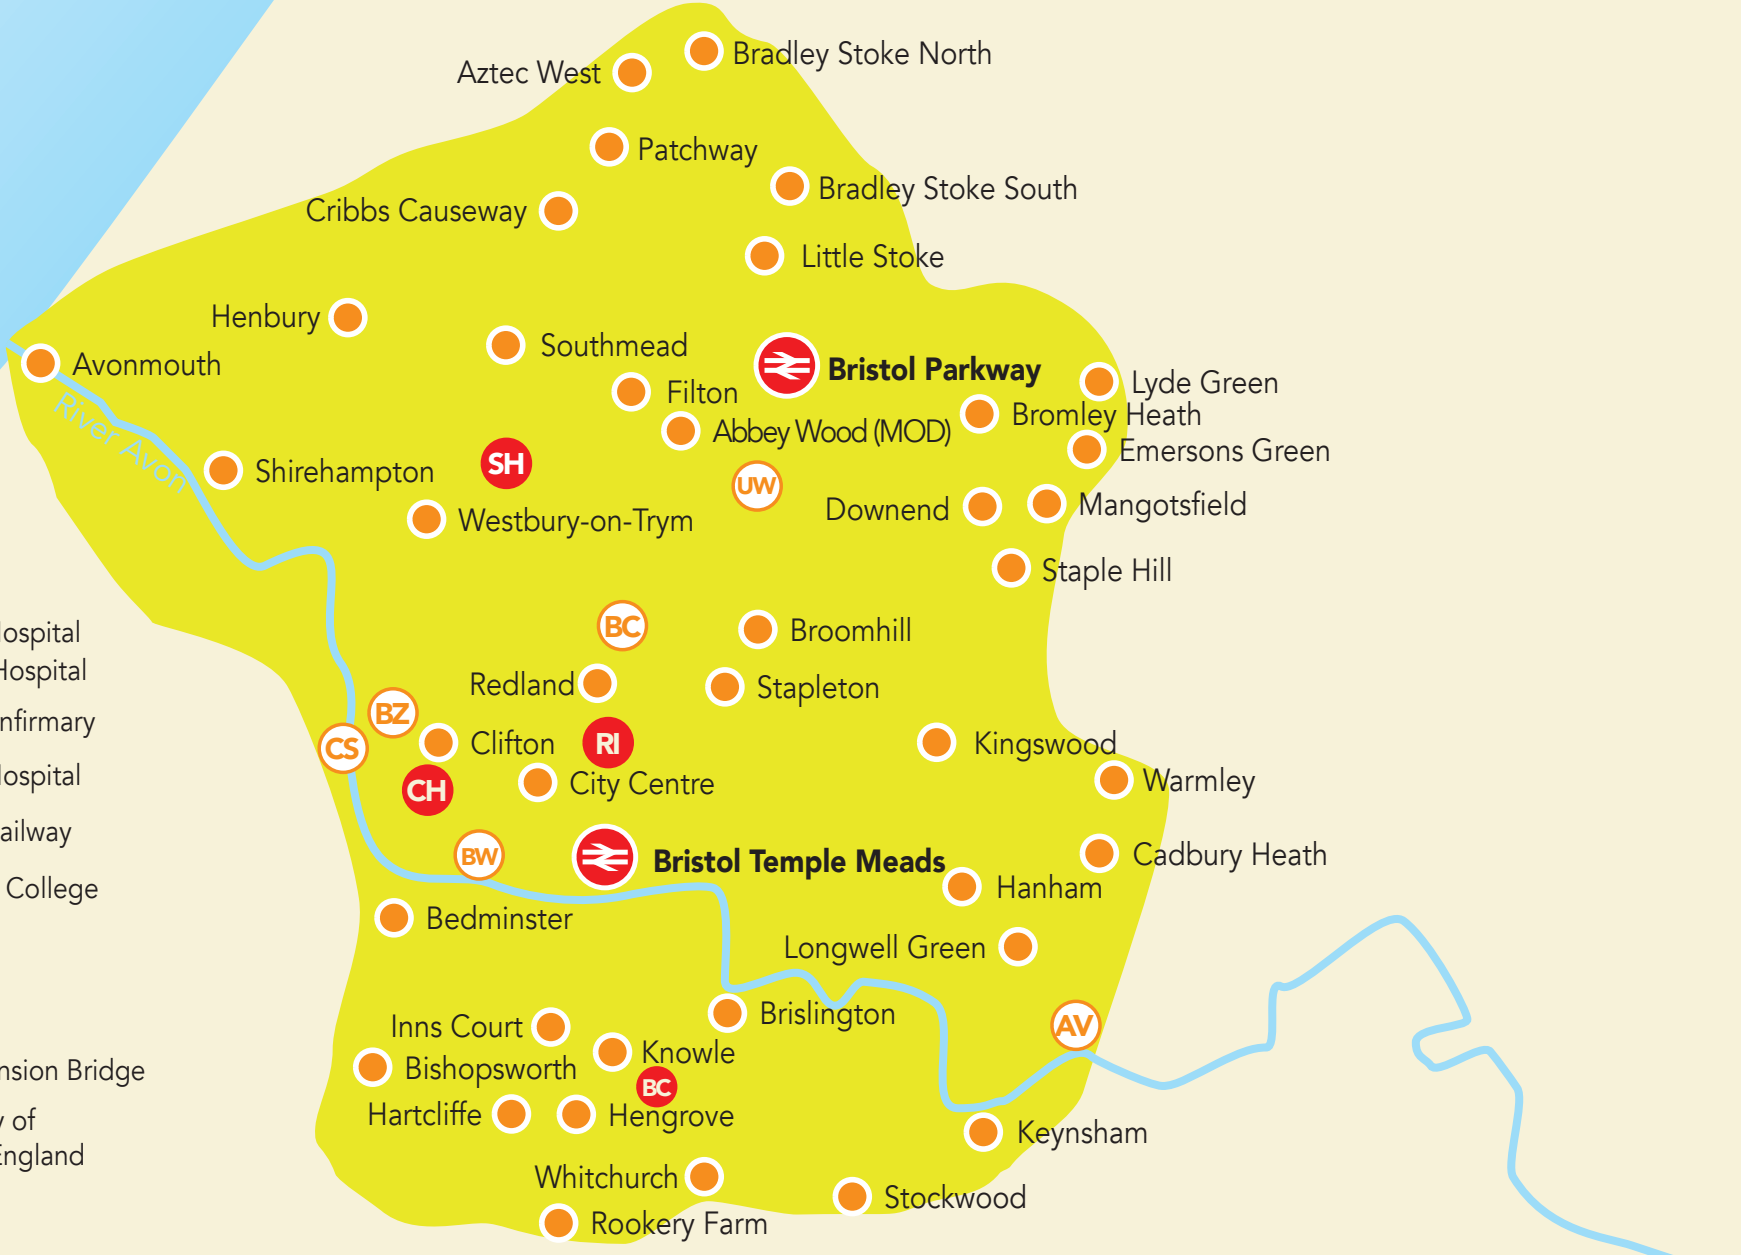 Bradley Stoke North
Aztec West
Patchway
Bradley Stoke South
Cribbs Causeway
Little Stoke
Henbury
Southmead
Avonmouth
Bristol Parkway
Lyde Green
Filton
Bromley Heath
River Avon
Abbey Wood (MOD)
Emersons Green
SH
Shirehampton
UW
Mangotsfield
Downend
Westbury-on-Trym
Staple Hill
BC
Broomhill
ospital
Hospital
Redland
Stapleton
BZ
nfirmary
CS
Clifton
RI
Kingswood
ospital
City Centre
Warmley
CH
ailway
BW
Bristol Temple Meads
Cadbury Heath
College
Hanham
Bedminster
Longwell Green
Brislington
Inns Court
AV
Knowle
nsion Bridge
Bishopsworth
BC
Hartcliffe
Hengrove
of
Keynsham
England
Whitchurch
Stockwood
Rookery Farm